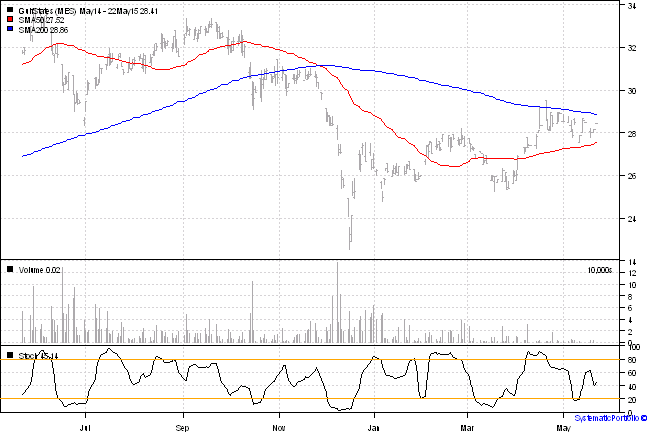 GulfStates (MES) May14 - 22May15 28.41
SMA50 27.52
SMA200 28.86
34
32
30
28
26
24
Volume 0.02
10,000s
14
12
10
8
6
4
2
0
Stoch 45.14
100
80
60
40
20
0
Jul Sep Nov Jan Mar May
SystematicPortfolio ©